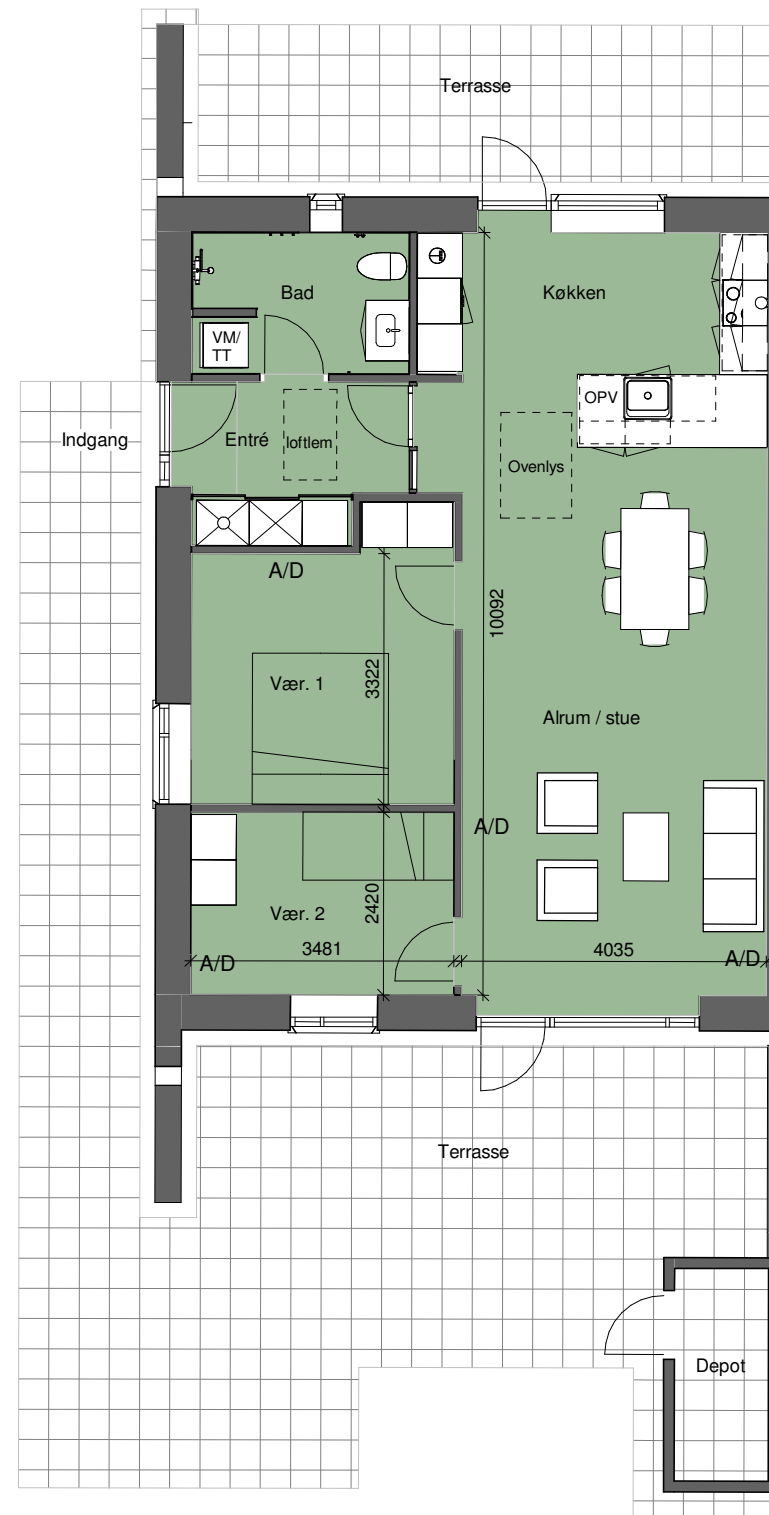 Terrasse
Bad
Køkken
VM/
TT
OPV
Indgang
Entré
loftlem
Ovenlys
A/D
10092
3322
Vær. 1
Alrum / stue
A/D
2420
Vær. 2
3481
4035
A/D
A/D
Terrasse
Depot